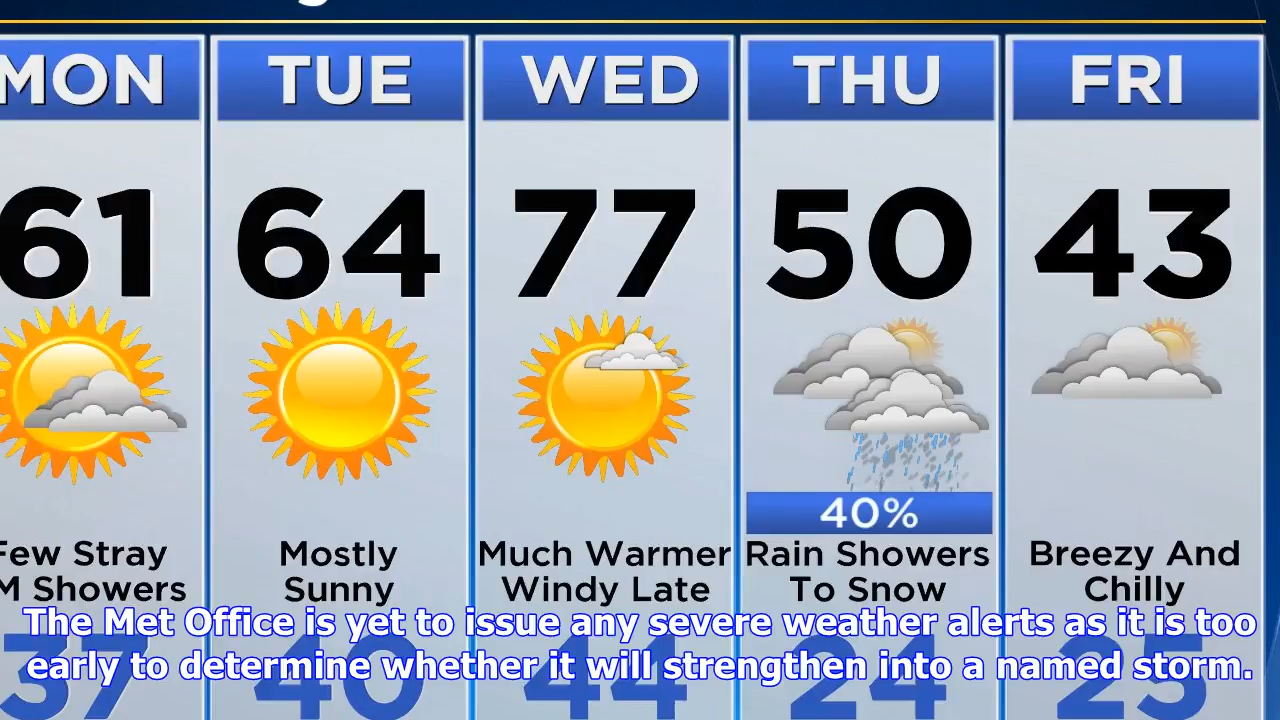 MON TUE WED THU FRI
61 64 77 50 43
40%
Few Stray Mostly Much Warmer Rain Showers Breezy And
M Showers Sunny Windy Late To Snow Chilly
The Met Office is yet to issue any severe weather alerts as it is too
early to determine whether it will strengthen into a named storm.
37 40 44 24 25